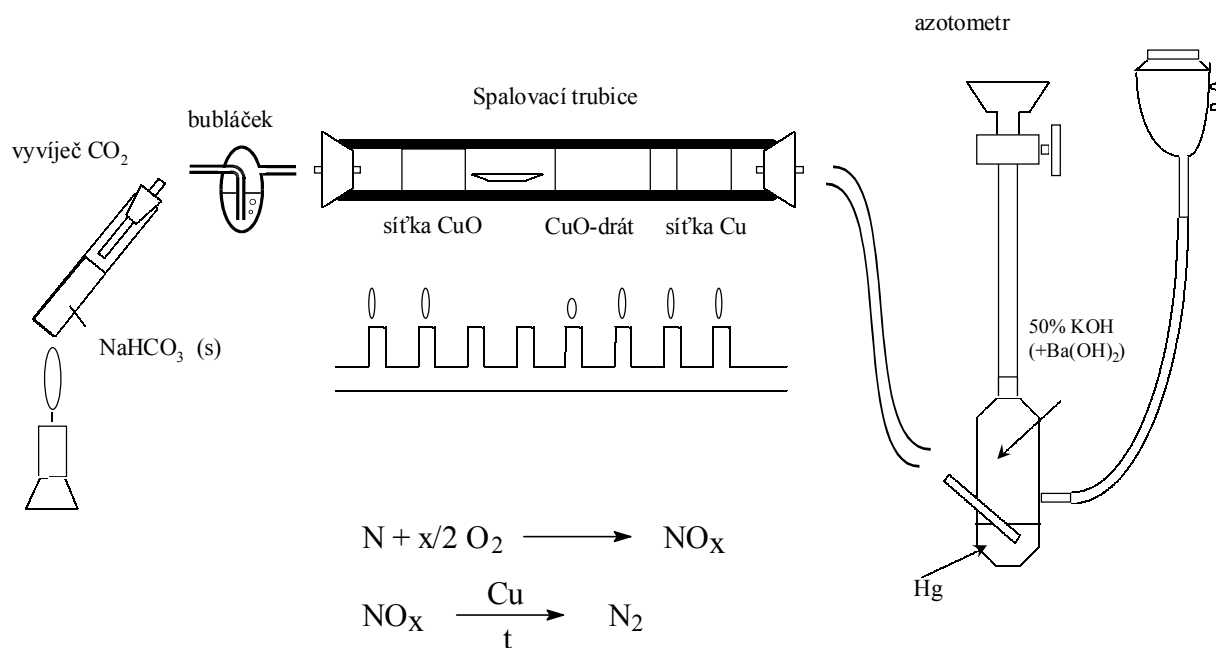 azotometr
Spalovací trubice
bubláček
vyvíječ CO₂
síťka CuO
CuO-drát
síťka Cu
NaHCO₃ (s)
50% KOH
(+Ba(OH)₂)
N + x/2 O₂ → NOx
Hg
NOx Cu → t N₂